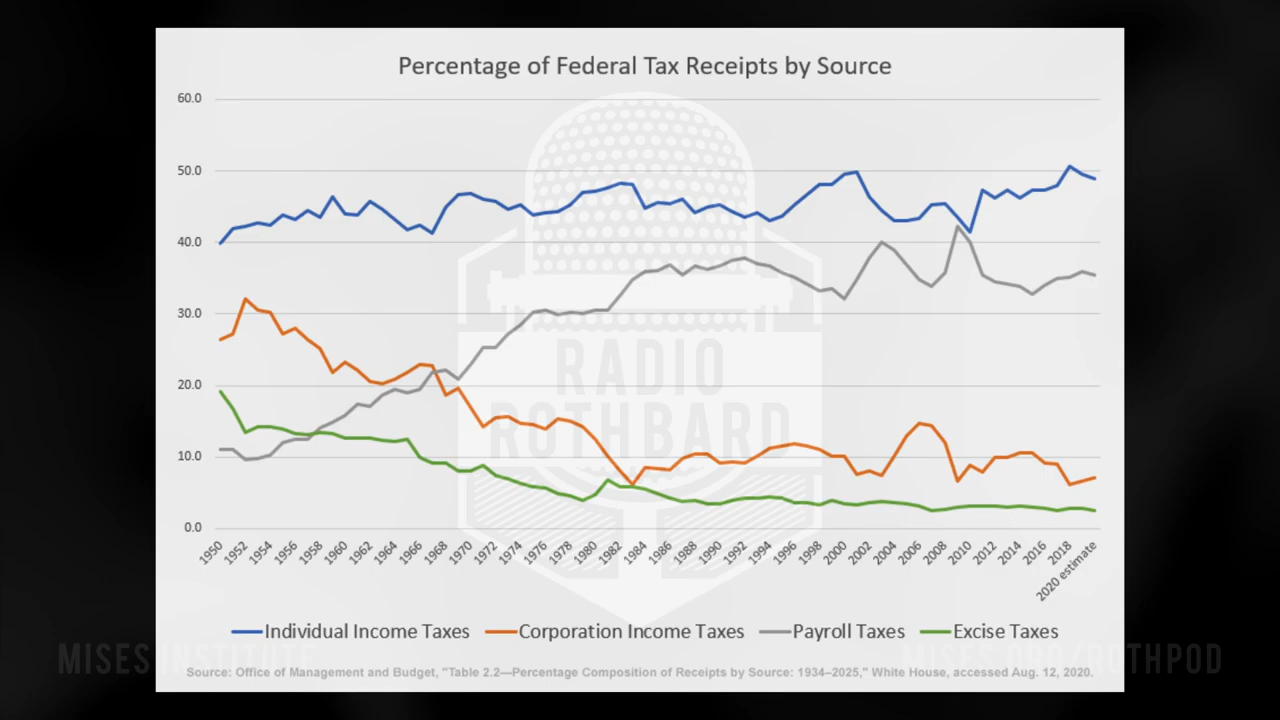 Percentage of Federal Tax Receipts by Source
60.0
50.0
40.0
30.0
20.0
10.0
0.0
RADIO
ROTHBARD
1950 1952 1954 1956 1958 1960 1962 1964 1966 1968 1970 1972 1974 1976 1978 1980 1982 1984 1986 1988 1990 1992 1994 1996 1998 2000 2002 2004 2006 2008 2010 2012 2014 2016 2018 2020 estimate
Individual Income Taxes Corporation Income Taxes Payroll Taxes Excise Taxes
MISES INSTITUTE MISES.ORG/ROTHPOD
Source: Office of Management and Budget, "Table 2.2—Percentage Composition of Receipts by Source: 1934–2025," White House, accessed Aug. 12, 2020.